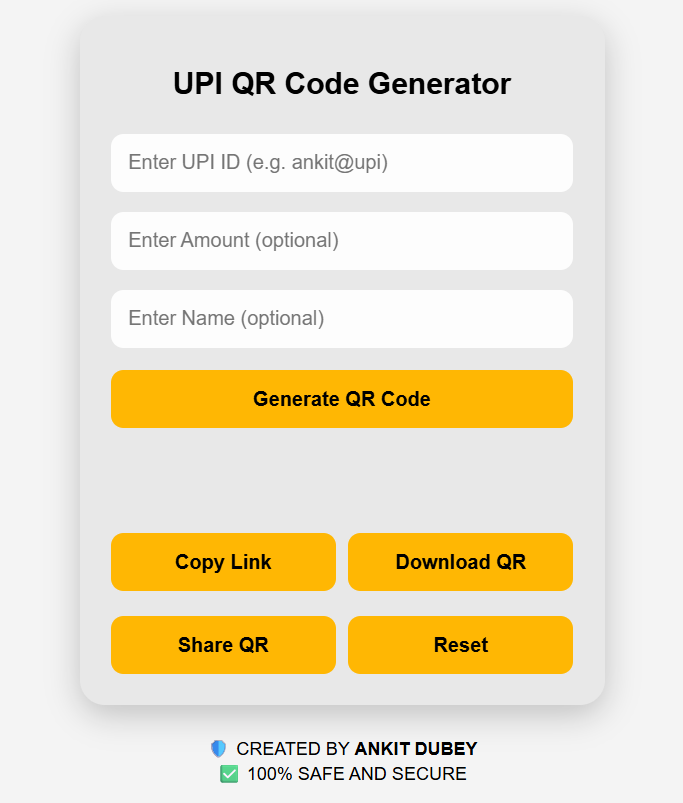 UPI QR Code Generator
Enter UPI ID (e.g. ankit@upi)
Enter Amount (optional)
Enter Name (optional)
Generate QR Code
Copy Link
Download QR
Share QR
Reset
CREATED BY ANKIT DUBEY
100% SAFE AND SECURE